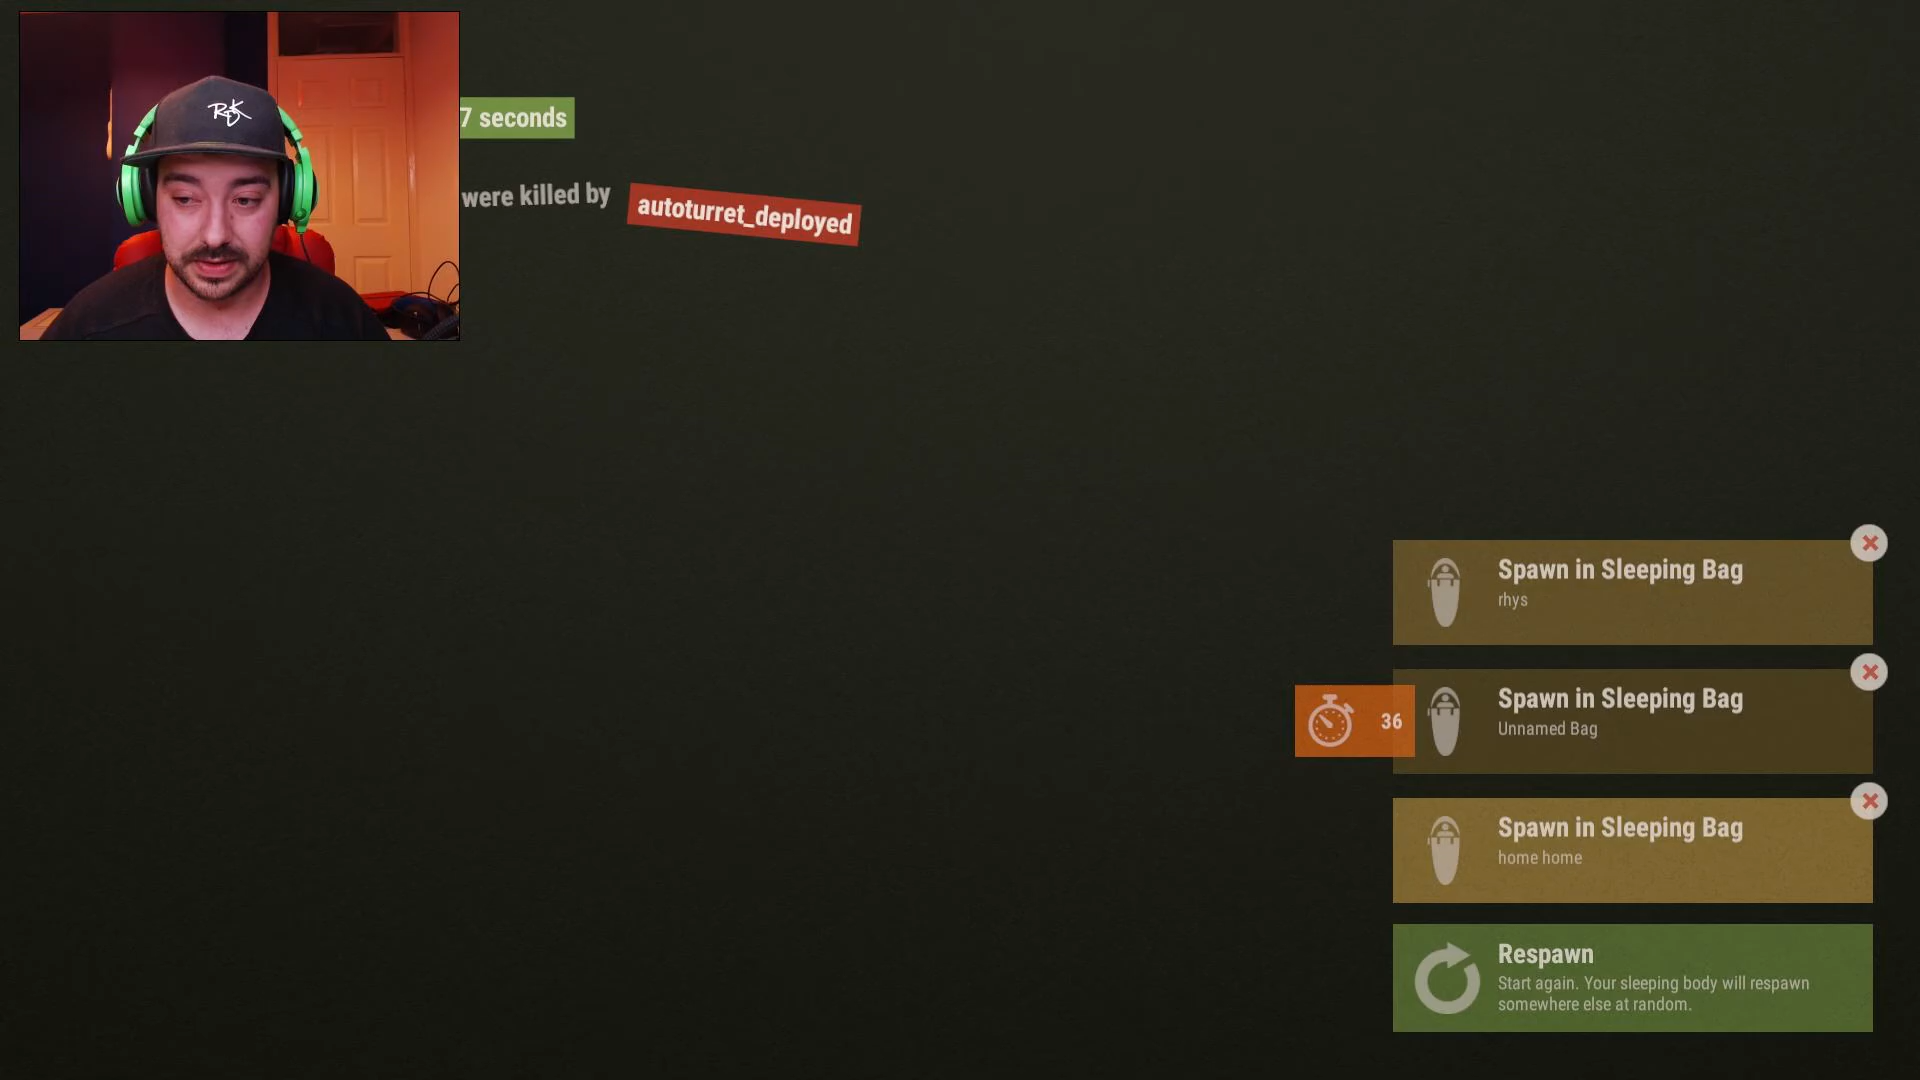 7 seconds
were killed by autoturret_deployed
Spawn in Sleeping Bag
rhys
36
Spawn in Sleeping Bag
Unnamed Bag
Spawn in Sleeping Bag
home home
Respawn
Start again. Your sleeping body will respawn
somewhere else at random.